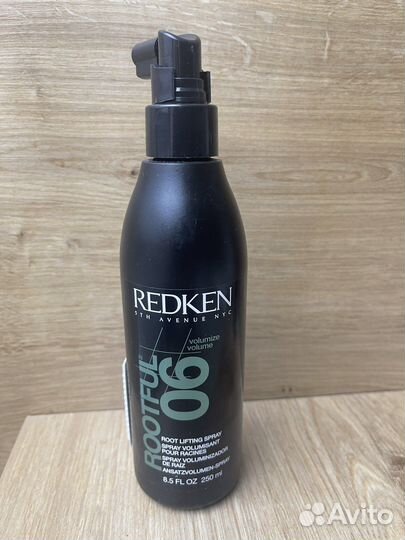 REDKEN
5TH AVENUE NYC
volumize
volume
ROOTFUL 06
ROOT LIFTING SPRAY
SPRAY VOLUMISANT
POUR RACINES
SPRAY VOLUMINIZADOR
DE RAÍZ
ANSATZVOLUMEN-SPRAY
8.5 FL OZ 250 ml
Avito